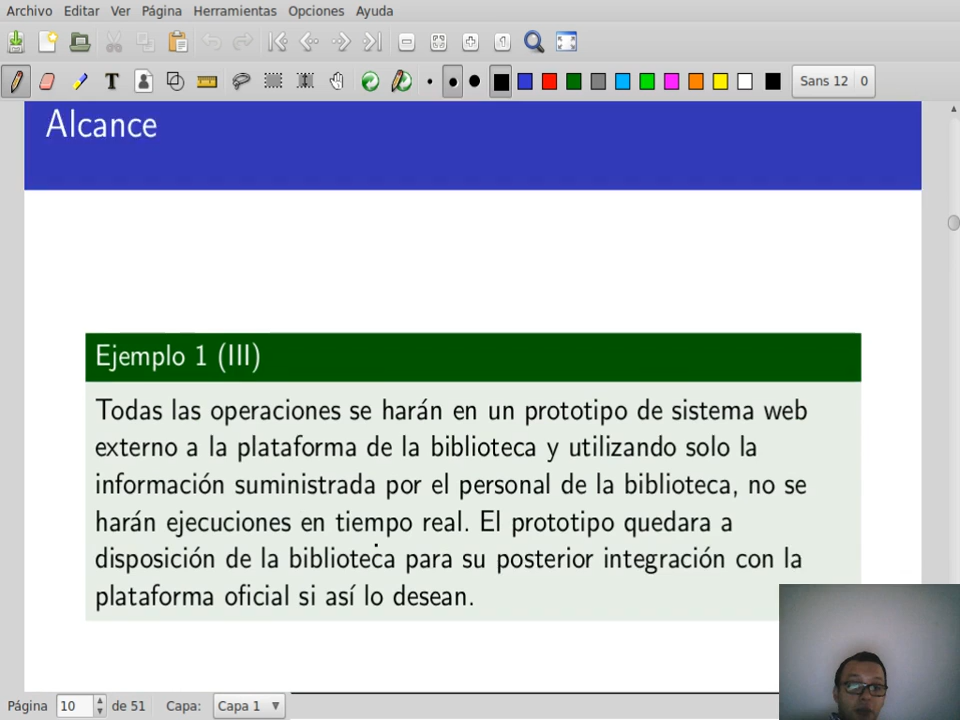 Archivo Editar Ver Página Herramientas Opciones Ayuda
T Sans 12 0
Alcance
Ejemplo 1 (III)
Todas las operaciones se harán en un prototipo de sistema web
externo a la plataforma de la biblioteca y utilizando solo la
información suministrada por el personal de la biblioteca, no se
harán ejecuciones en tiempo real. El prototipo quedara a
disposición de la biblioteca para su posterior integración con la
plataforma oficial si así lo desean.
Página 10 de 51 Capa: Capa 1